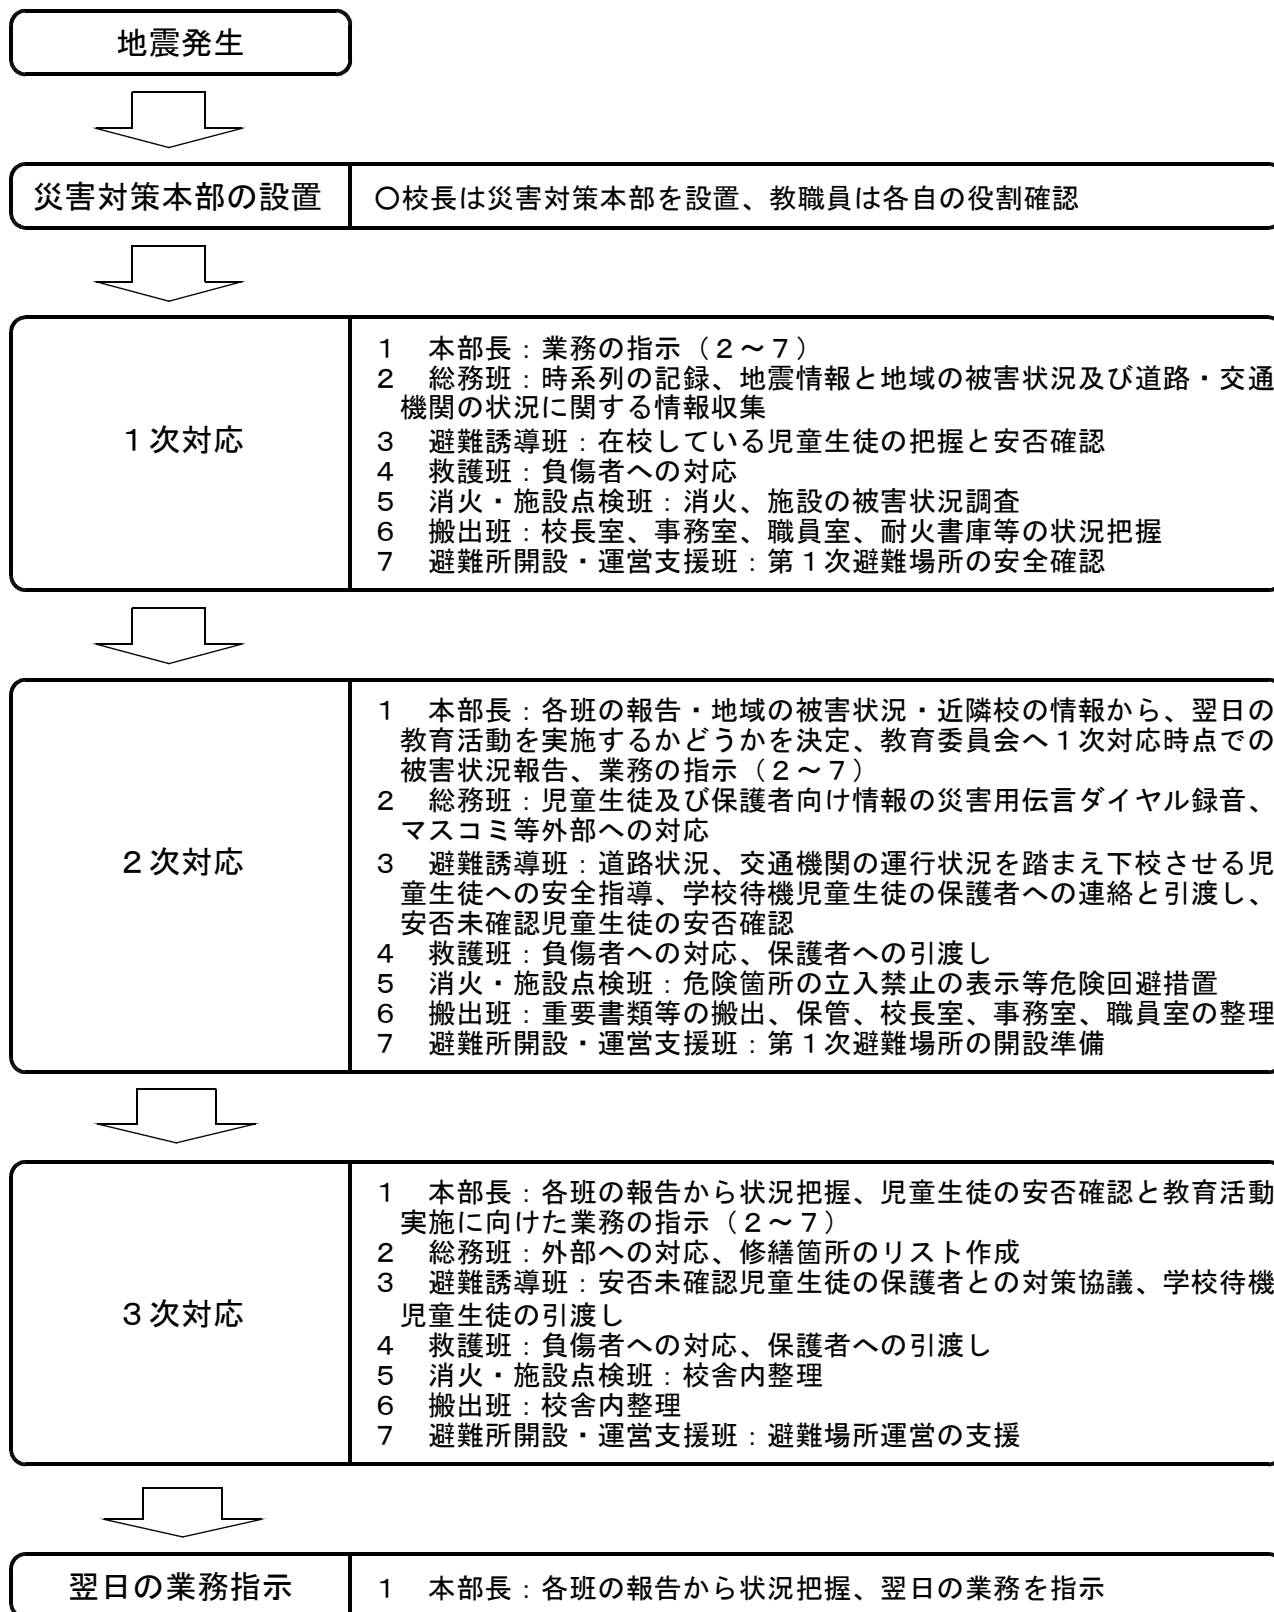 地震発生
災害対策本部の設置
○校長は災害対策本部を設置、教職員は各自の役割確認
１次対応
１　本部長：業務の指示（２～７）
２　総務班：時系列の記録、地震情報と地域の被害状況及び道路・交通
機関の状況に関する情報収集
３　避難誘導班：在校している児童生徒の把握と安否確認
４　救護班：負傷者への対応
５　消火・施設点検班：消火、施設の被害状況調査
６　搬出班：校長室、事務室、職員室、耐火書庫等の状況把握
７　避難所開設・運営支援班：第１次避難場所の安全確認
２次対応
１　本部長：各班の報告・地域の被害状況・近隣校の情報から、翌日の
教育活動を実施するかどうかを決定、教育委員会へ１次対応時点での
被害状況報告、業務の指示（２～７）
２　総務班：児童生徒及び保護者向け情報の災害用伝言ダイヤル録音、
マスコミ等外部への対応
３　避難誘導班：道路状況、交通機関の運行状況を踏まえ下校させる児
童生徒への安全指導、学校待機児童生徒の保護者への連絡と引渡し、
安否未確認児童生徒の安否確認
４　救護班：負傷者への対応、保護者への引渡し
５　消火・施設点検班：危険箇所の立入禁止の表示等危険回避措置
６　搬出班：重要書類等の搬出、保管、校長室、事務室、職員室の整理
７　避難所開設・運営支援班：第１次避難場所の開設準備
３次対応
１　本部長：各班の報告から状況把握、児童生徒の安否確認と教育活動
実施に向けた業務の指示（２～７）
２　総務班：外部への対応、修繕箇所のリスト作成
３　避難誘導班：安否未確認児童生徒の保護者との対策協議、学校待機
児童生徒の引渡し
４　救護班：負傷者への対応、保護者への引渡し
５　消火・施設点検班：校舎内整理
６　搬出班：校舎内整理
７　避難所開設・運営支援班：避難場所運営の支援
翌日の業務指示
１　本部長：各班の報告から状況把握、翌日の業務を指示